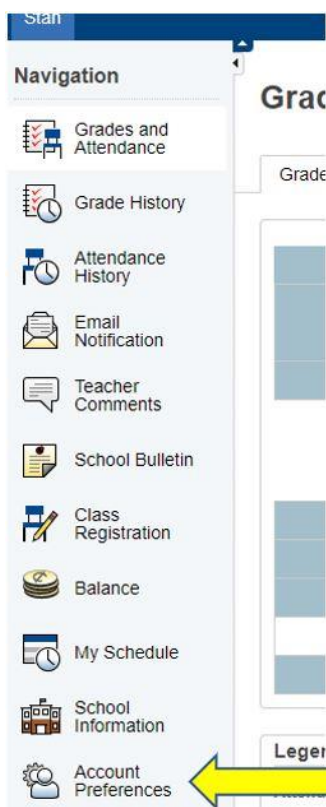 Stan
Navigation
Grad
Grades and
Attendance
Grade
Grade History
Attendance
History
Email
Notification
Teacher
Comments
School Bulletin
Class
Registration
Balance
My Schedule
School
Information
Legen
Account
Preferences